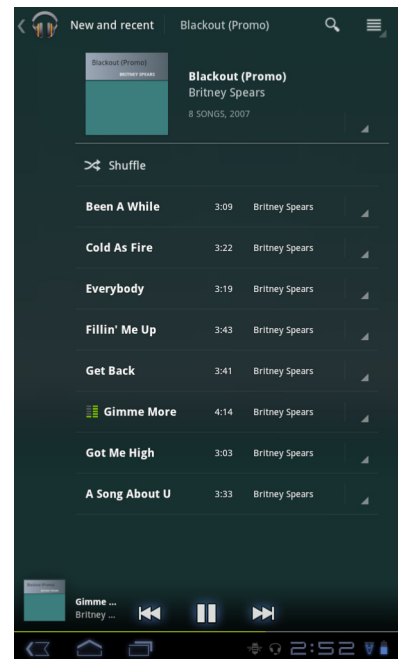 New and recent Blackout (Promo)
Blackout (Promo)
BRITNEY SPEARS
Blackout (Promo)
Britney Spears
8 SONGS, 2007
Shuffle
Been A While 3:09 Britney Spears
Cold As Fire 3:22 Britney Spears
Everybody 3:19 Britney Spears
Fillin' Me Up 3:43 Britney Spears
Get Back 3:41 Britney Spears
Gimme More 4:14 Britney Spears
Got Me High 3:03 Britney Spears
A Song About U 3:33 Britney Spears
Blackout (Promo)
Gimme ...
Britney ...
2:52